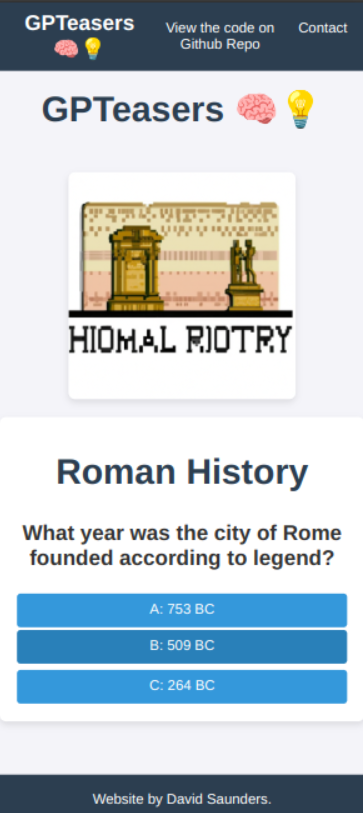 GPTeasers
🧠💡
View the code on
Github Repo
Contact
GPTeasers 🧠💡
HIOMAL RIOTRY
Roman History
What year was the city of Rome
founded according to legend?
A: 753 BC
B: 509 BC
C: 264 BC
Website by David Saunders.